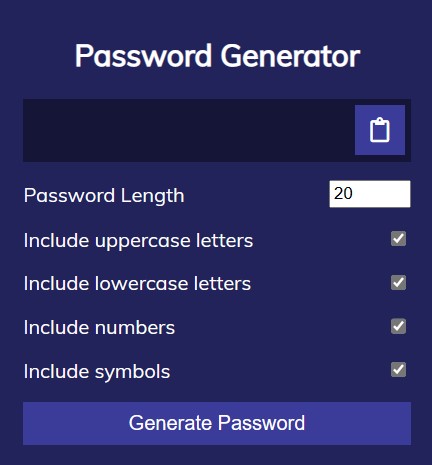 Password Generator
Password Length 20
Include uppercase letters
Include lowercase letters
Include numbers
Include symbols
Generate Password